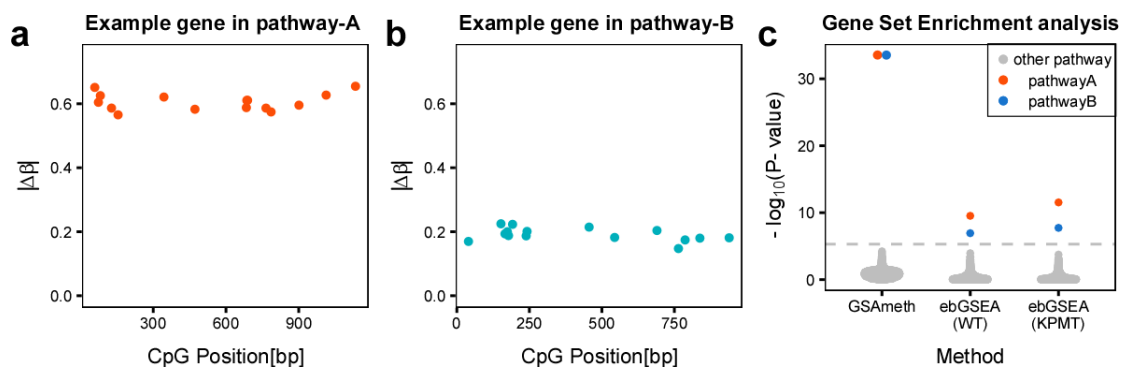 a
Example gene in pathway-A
|Δβ|
0.6
0.4
0.2
0.0
300
600
900
CpG Position[bp]
b
Example gene in pathway-B
|Δβ|
0.6
0.4
0.2
0.0
0
250
500
750
CpG Position[bp]
c
Gene Set Enrichment analysis
other pathway
pathwayA
pathwayB
- log10(P- value)
30
20
10
0
GSAmeth
ebGSEA
(WT)
ebGSEA
(KPMT)
Method